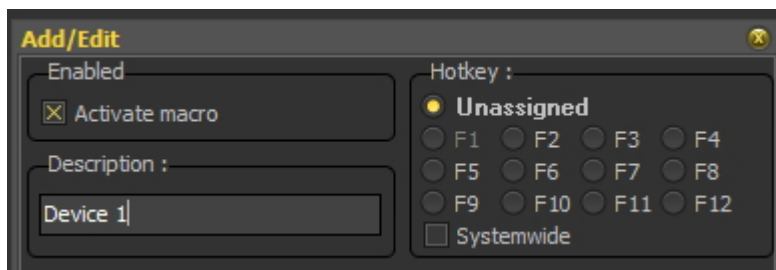 Add/Edit
Enabled
Activate macro
Description :
Device 1
Hotkey :
Unassigned
F1 F2 F3 F4
F5 F6 F7 F8
F9 F10 F11 F12
Systemwide